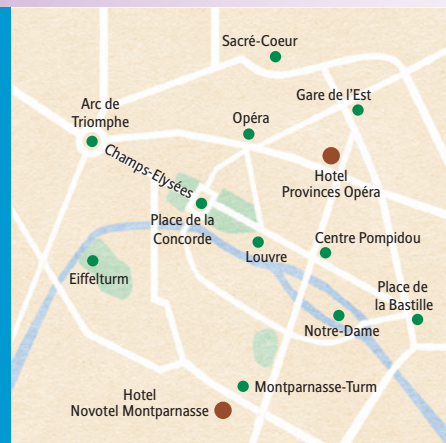 Sacré-Coeur
Gare de l'Est
Arc de
Triomphe
Opéra
Champs-Elysées
Hotel
Provinces Opéra
Place de la
Concorde
Centre Pompidou
Louvre
Eiffelturm
Place de
la Bastille
Notre-Dame
Hotel
Novotel Montparnasse
Montparnasse-Turm